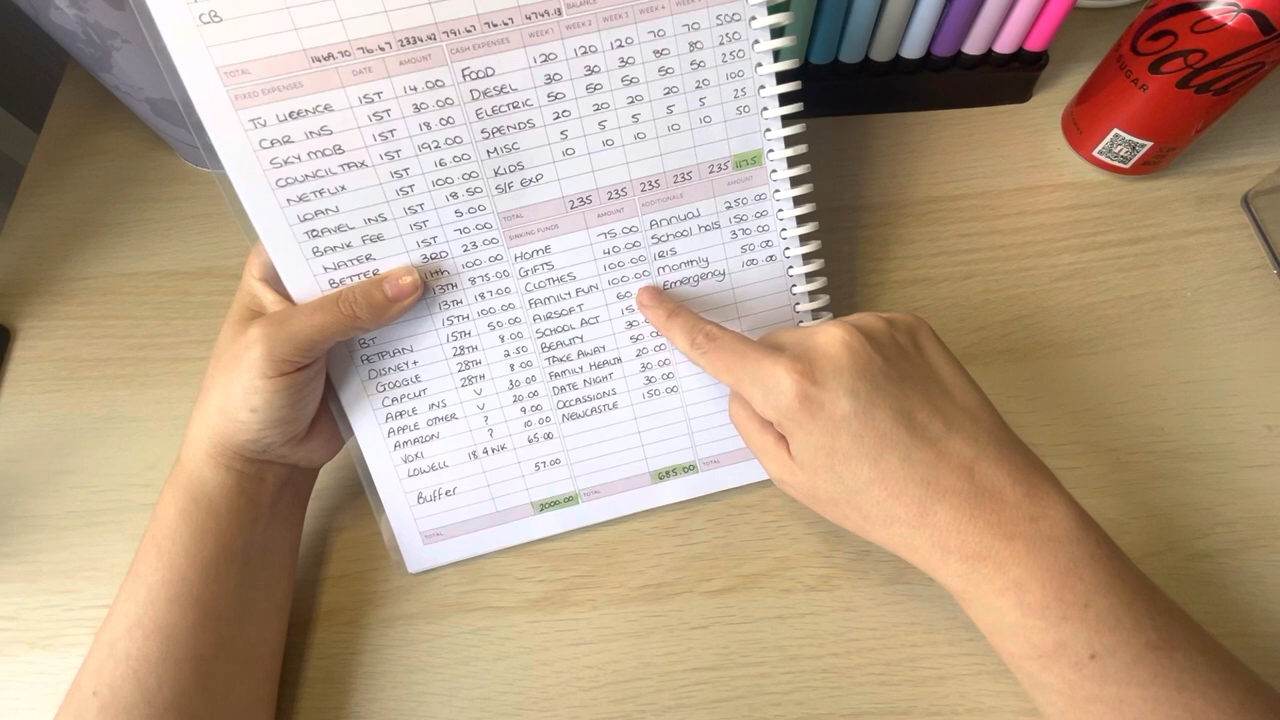 CB
TOTAL 1469.70 76.67 2334.42 791.67 76.67 4749.13
BALANCE
FIXED EXPENSES DATE AMOUNT
TV LICENCE 1ST 14.00
CAR INS 1ST 30.00
SKY MOB 1ST 18.00
COUNCIL TAX 1ST 192.00
NETFLIX 1ST 16.00
LOAN 1ST 100.00
TRAVEL INS 1ST 18.50
BANK FEE 1ST 5.00
WATER 1ST 70.00
BETTER 3RD 23.00
11th 100.00
13TH 875.00
13TH 187.00
BT 15TH 100.00
PETPLAN 15TH 50.00
DISNEY+ 28TH 8.00
GOOGLE 28TH 2.50
CAPCUT 28TH 8.00
APPLE INS V 30.00
APPLE OTHER V 20.00
AMAZON ? 9.00
VOXI ? 10.00
LOWELL 18 4WK 65.00
Buffer 57.00
TOTAL 2000.00
CASH EXPENSES WEEK 1 WEEK 2 WEEK 3 WEEK 4
FOOD 120 120 120 70 70 500
DIESEL 30 30 30 80 80 250
ELECTRIC 50 50 50 50 50 250
SPENDS 20 20 20 20 20 100
MISC 5 5 5 5 5 25
KIDS 10 10 10 10 10 50
S/F EXP
TOTAL 235 235 235 235 235 1175
SINKING FUNDS AMOUNT
HOME 75.00
GIFTS 40.00
CLOTHES 100.00
FAMILY FUN 100.00
AIRSOFT 60
SCHOOL ACT 15
BEAUTY 30
TAKE AWAY 50.00
FAMILY HEALTH 20.00
DATE NIGHT 30.00
OCCASSIONS 30.00
NEWCASTLE 150.00
TOTAL 685.00
ADDITIONALS AMOUNT
Annual 250.00
School hols 150.00
IRIS 370.00
Monthly 50.00
Emergency 100.00
TOTAL
Cola
SUGAR